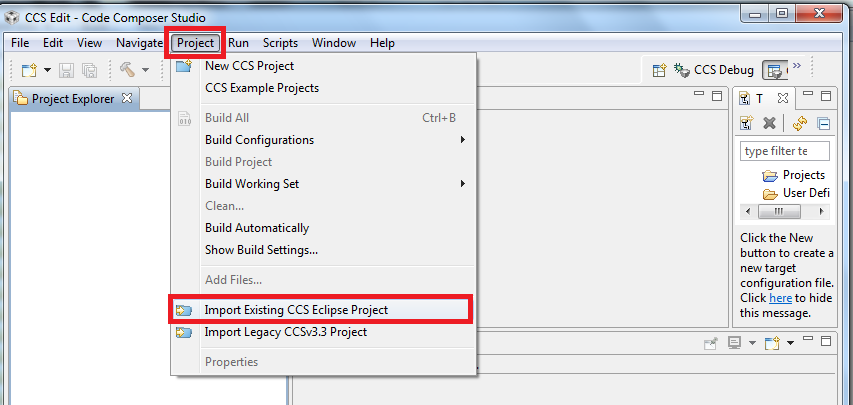 CCS Edit - Code Composer Studio
File Edit View Navigate Project Run Scripts Window Help
New CCS Project
CCS Example Projects
Build All Ctrl+B
Build Configurations
Build Project
Build Working Set
Clean...
Build Automatically
Show Build Settings...
Add Files...
Import Existing CCS Eclipse Project
Import Legacy CCSv3.3 Project
Properties
CCS Debug
Project Explorer
T
type filter te
Projects
User Defi
Click the New
button to create a
new target
configuration file.
Click here to hide
this message.